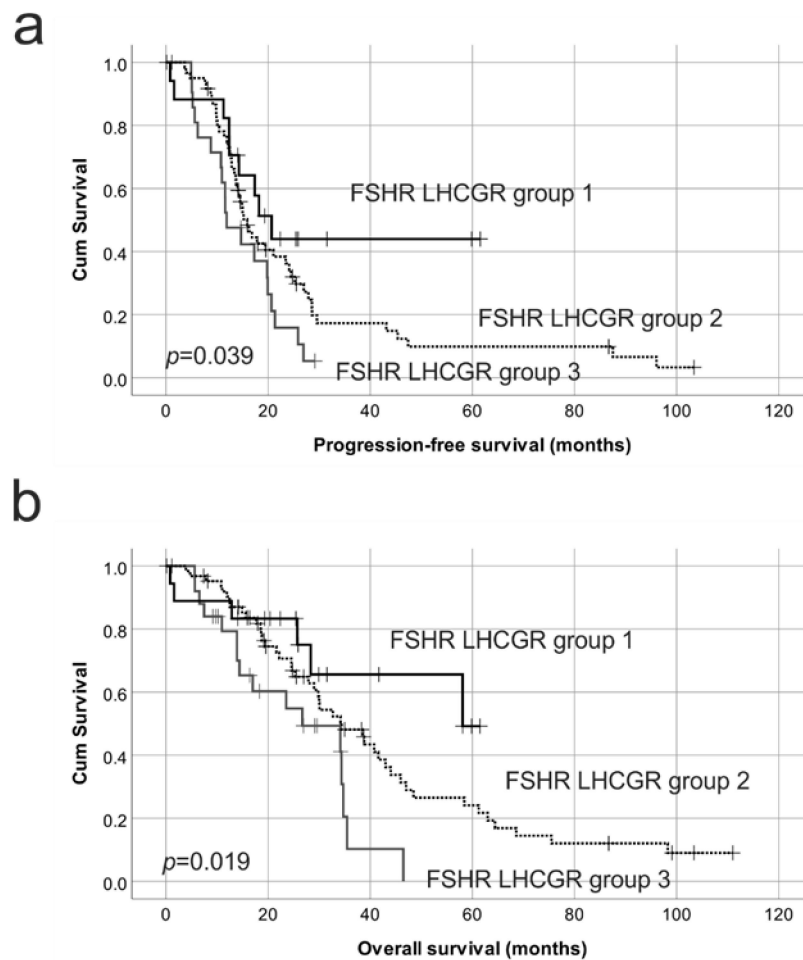 a
1.0
0.8
0.6
0.4
0.2
0.0
Cum Survival
FSHR LHCGR group 1
FSHR LHCGR group 2
p=0.039
FSHR LHCGR group 3
0 20 40 60 80 100 120
Progression-free survival (months)
b
1.0
0.8
0.6
0.4
0.2
0.0
Cum Survival
FSHR LHCGR group 1
FSHR LHCGR group 2
p=0.019
FSHR LHCGR group 3
0 20 40 60 80 100 120
Overall survival (months)